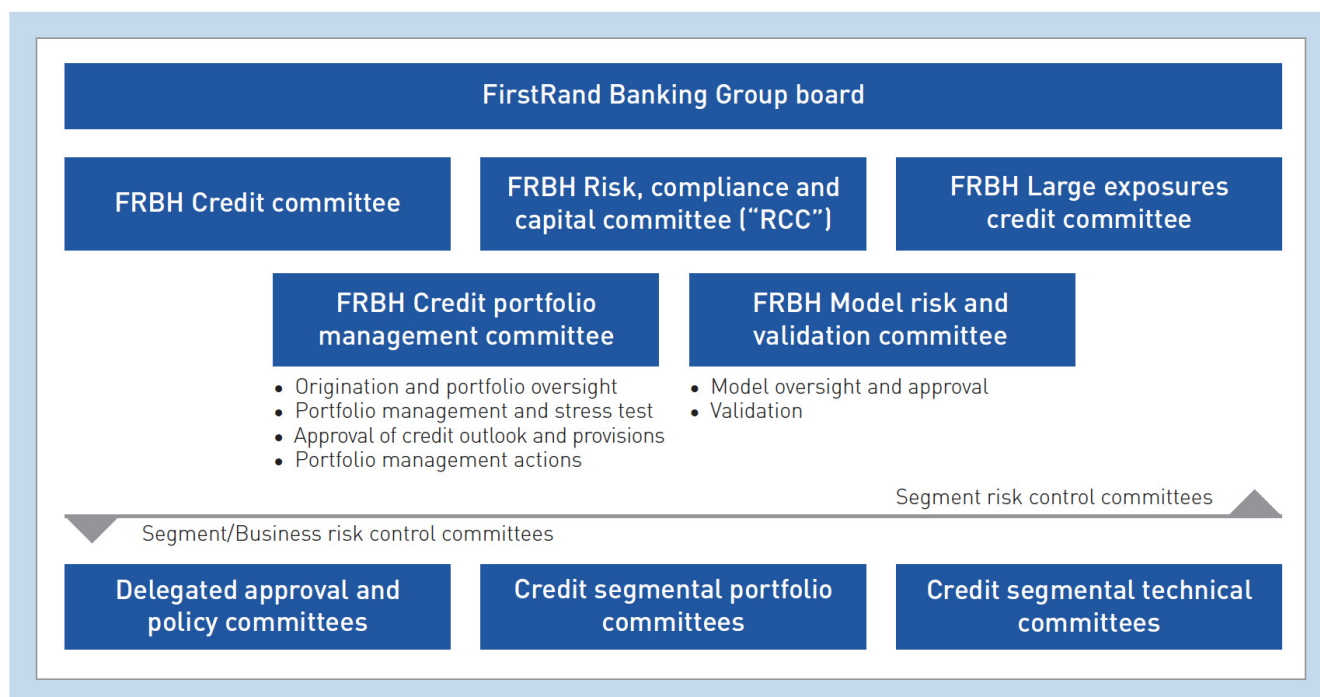 FirstRand Banking Group board
FRBH Credit committee
FRBH Risk, compliance and
capital committee (“RCC”)
FRBH Large exposures
credit committee
FRBH Credit portfolio
management committee
• Origination and portfolio oversight
• Portfolio management and stress test
• Approval of credit outlook and provisions
• Portfolio management actions
FRBH Model risk and
validation committee
• Model oversight and approval
• Validation
Segment risk control committees
Segment/Business risk control committees
Delegated approval and
policy committees
Credit segmental portfolio
committees
Credit segmental technical
committees